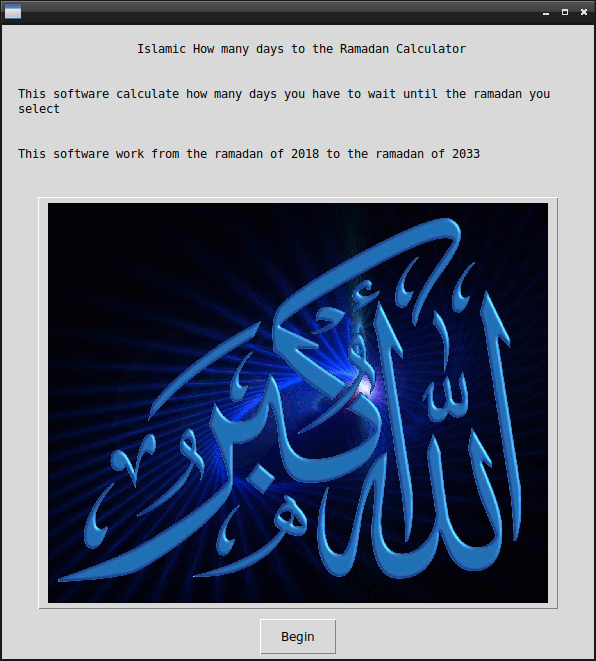 Islamic How many days to the Ramadan Calculator
This software calculate how many days you have to wait until the ramadan you
select
This software work from the ramadan of 2018 to the ramadan of 2033
الله أكبر
Begin